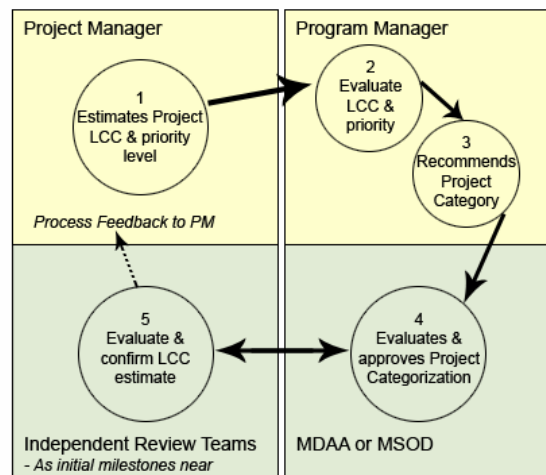 Project Manager
1
Estimates Project
LCC & priority
level
Process Feedback to PM
Program Manager
2
Evaluate
LCC &
priority
3
Recommends
Project
Category
4
Evaluates &
approves Project
Categorization
MDAA or MSOD
5
Evaluate &
confirm LCC
estimate
Independent Review Teams
- As initial milestones near